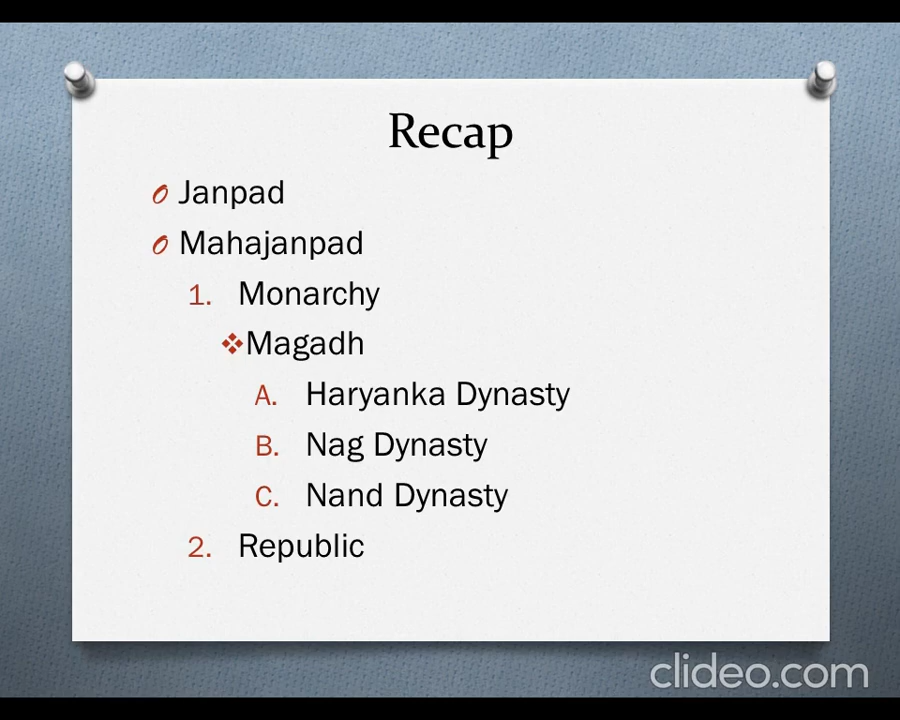 Recap
Janpad
Mahajanpad
1. Monarchy
❖Magadh
A. Haryanka Dynasty
B. Nag Dynasty
C. Nand Dynasty
2. Republic
clideo.com